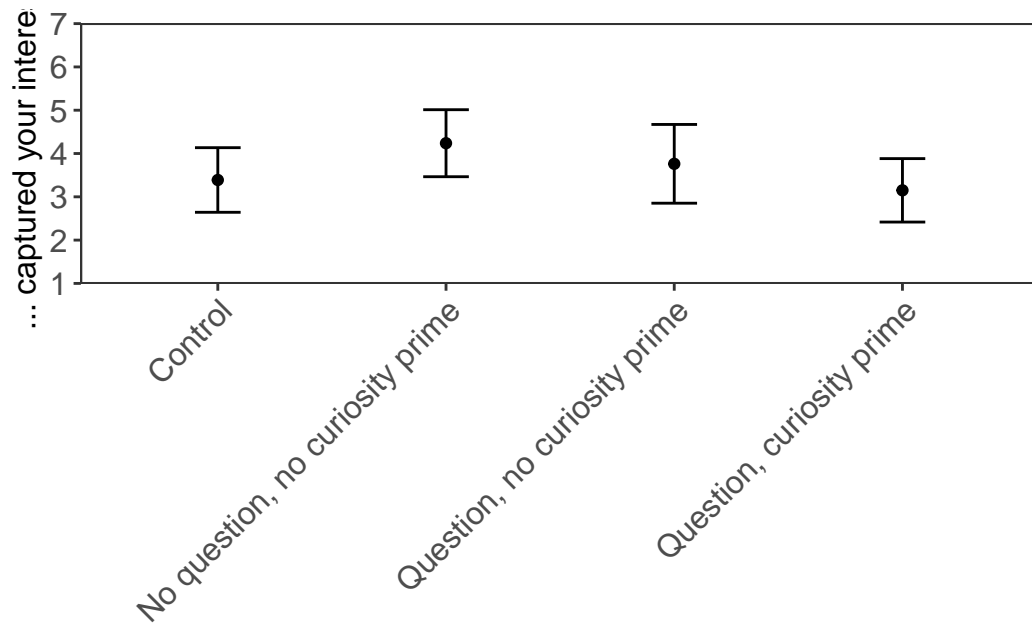 ... captured your intere
7
6
5
4
3
2
1
Control
No question, no curiosity prime
Question, no curiosity prime
Question, curiosity prime